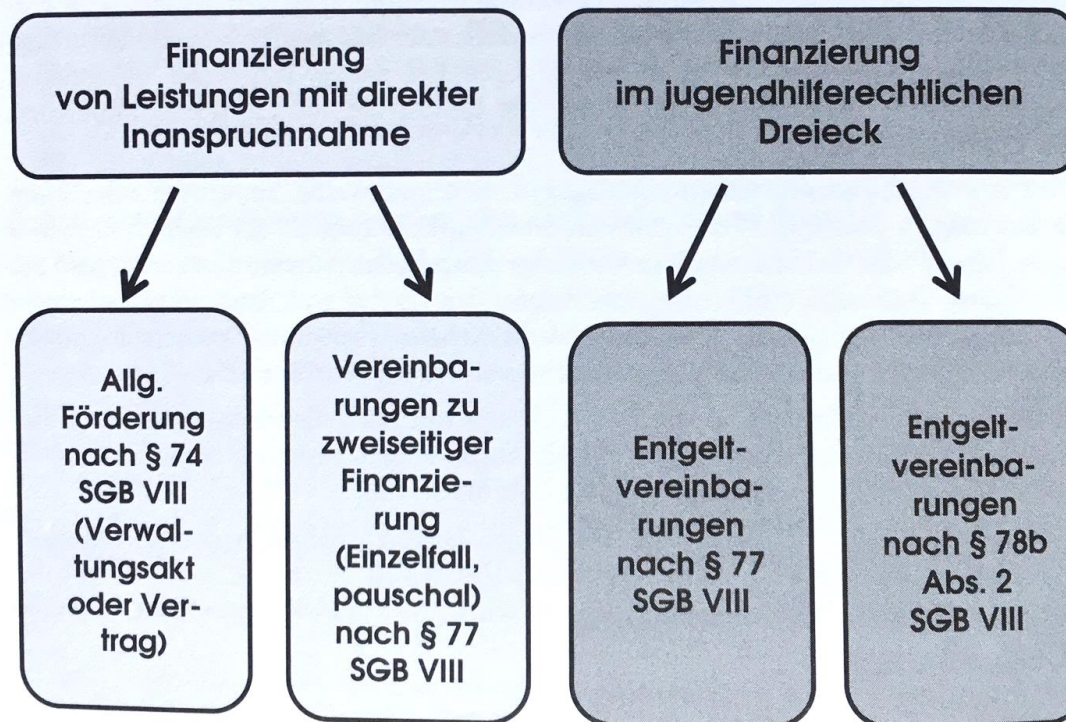 Finanzierung
von Leistungen mit direkter
Inanspruchnahme
Finanzierung
im jugendhilferechtlichen
Dreieck
Allg.
Förderung
nach § 74
SGB VIII
(Verwal-
tungsakt
oder Ver-
trag)
Vereinba-
rungen zu
zweiseitiger
Finanzie-
rung
(Einzelfall,
pauschal)
nach § 77
SGB VIII
Entgelt-
vereinba-
rungen
nach § 77
SGB VIII
Entgelt-
vereinba-
rungen
nach § 78b
Abs. 2
SGB VIII